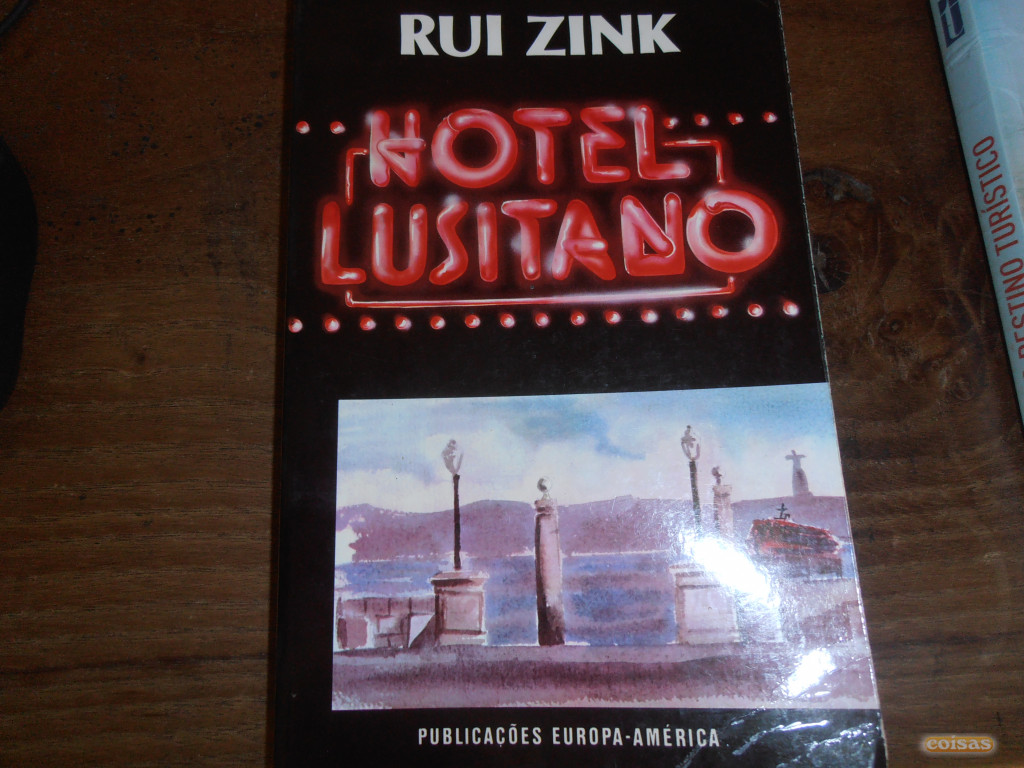 RUI ZINK
HOTEL
LUSITANO
PUBLICAÇÕES EUROPA-AMÉRICA
DESTINO TURÍSTICO
coisas